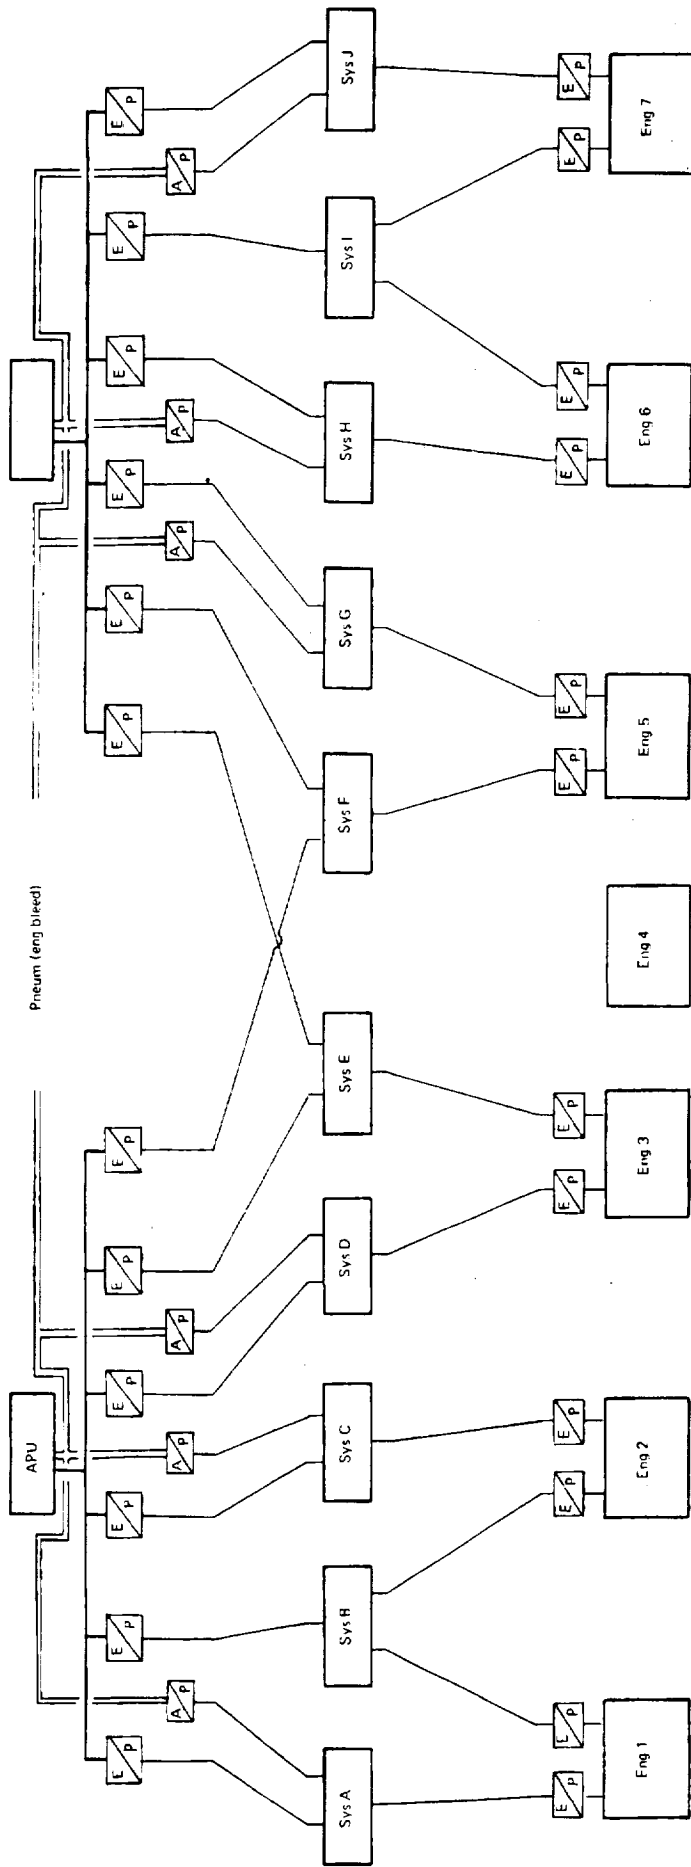 APU
Pneum (eng bleed)
E P
E P
E P
E P
E P
E P
E P
E P
E P
E P
E P
E P
A P
A P
A P
A P
A P
A P
Sys A
Sys B
Sys C
Sys D
Sys E
Sys F
Sys G
Sys H
Sys I
Sys J
E P
E P
E P
E P
E P
E P
E P
E P
E P
E P
E P
E P
Eng 1
Eng 2
Eng 3
Eng 4
Eng 5
Eng 6
Eng 7